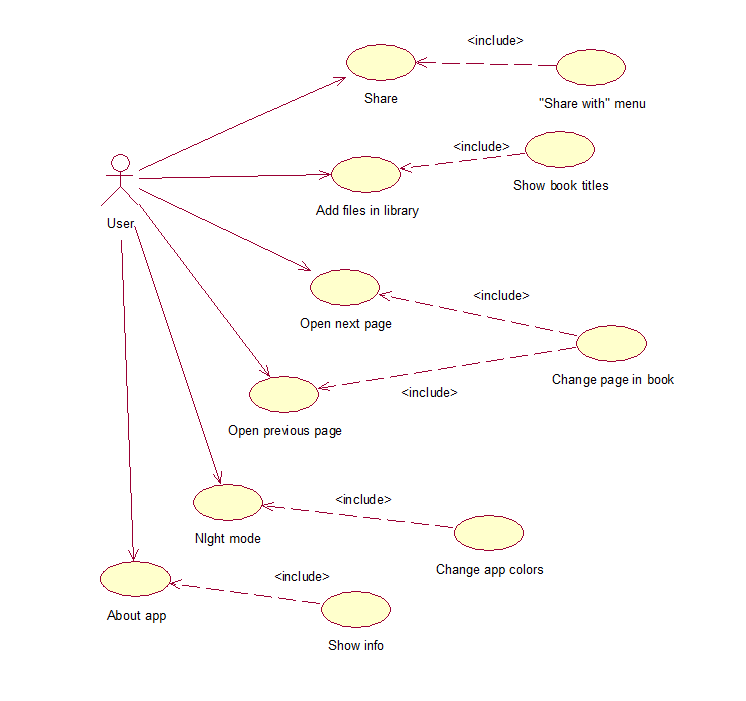 <include>
Share
"Share with" menu
<include>
Show book titles
Add files in library
User
<include>
Open next page
Change page in book
<include>
Open previous page
<include>
NIght mode
Change app colors
<include>
About app
Show info